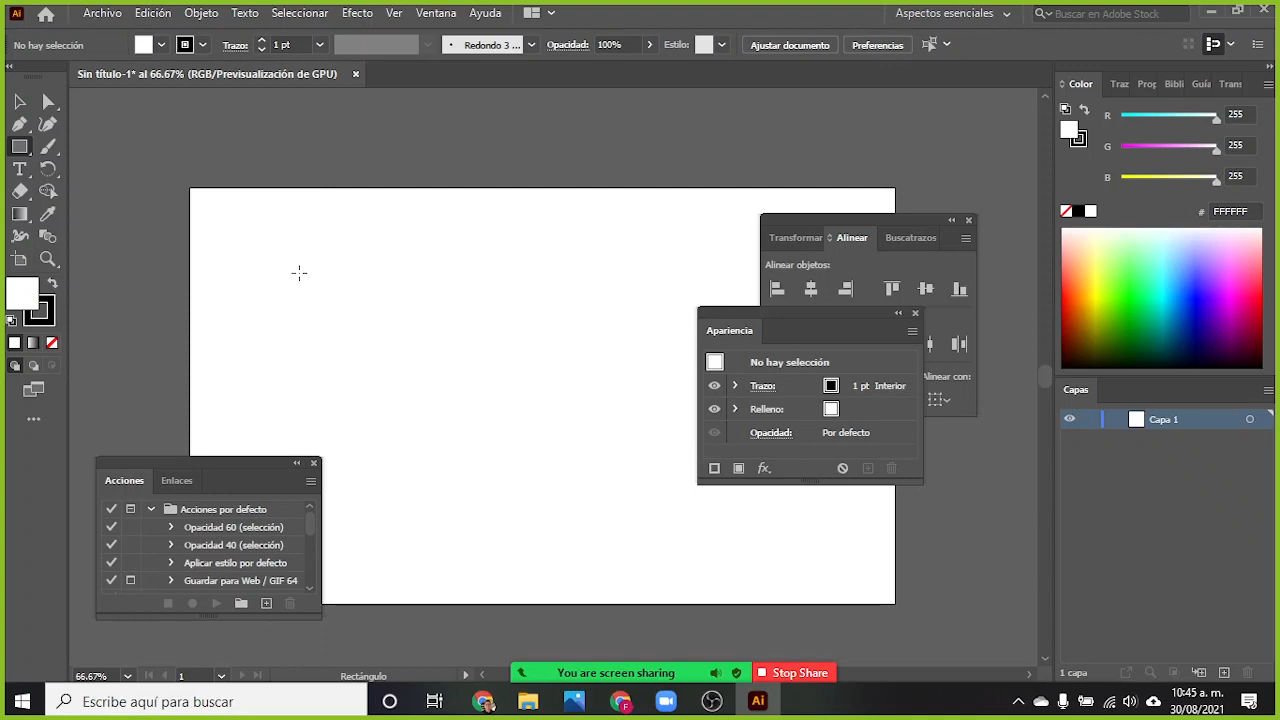 Ai Archivo Edición Objeto Texto Seleccionar Efecto Ver Ventana Ayuda Aspectos esenciales Buscar en Adobe Stock
No hay selección Trazo: 1 pt Redondo 3 ... Opacidad: 100% Estilo: Ajustar documento Preferencias
Sin título-1* al 66.67% (RGB/Previsualización de GPU)
Color Traz Prop Bibli Guía Trans
R 255
G 255
B 255
# FFFFFF
Transformar Alinear Buscatrazos
Alinear objetos:
Alinear con:
Apariencia
No hay selección
Trazo: 1 pt Interior
Relleno:
Opacidad: Por defecto
fx.
Capas
Capa 1
Acciones Enlaces
Acciones por defecto
Opacidad 60 (selección)
Opacidad 40 (selección)
Aplicar estilo por defecto
Guardar para Web / GIF 64
66.67% 1 Rectángulo
You are screen sharing Stop Share
1 capa
Escribe aquí para buscar
Ai
10:45 a. m.
30/08/2021